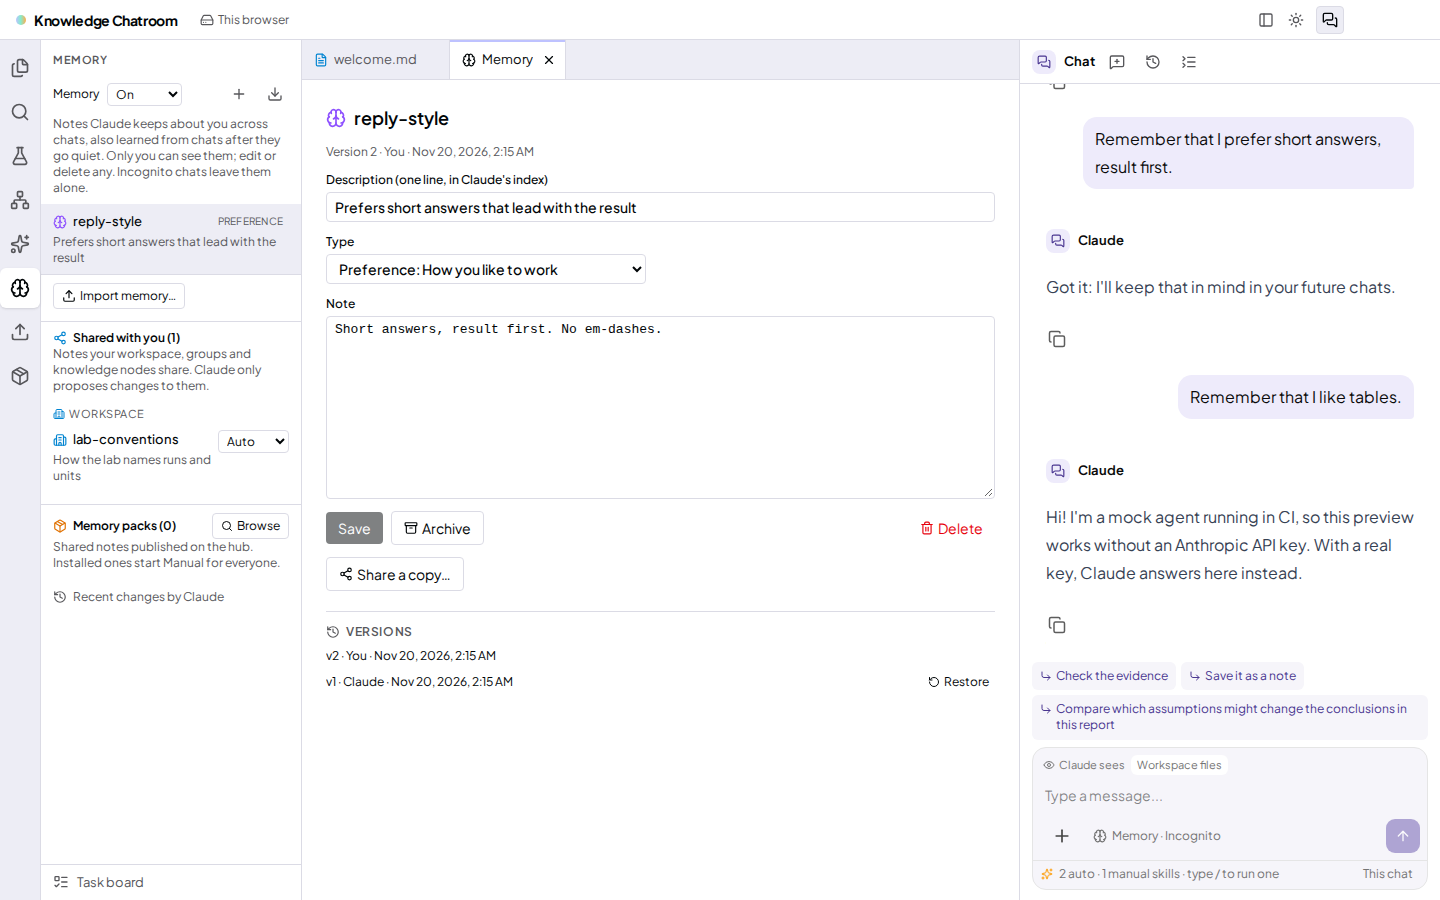 Knowledge Chatroom
This browser
MEMORY
Memory
On
Notes Claude keeps about you across
chats, also learned from chats after they
go quiet. Only you can see them; edit or
delete any. Incognito chats leave them
alone.
reply-style
PREFERENCE
Prefers short answers that lead with the
result
Import memory...
Shared with you (1)
Notes your workspace, groups and
knowledge nodes share. Claude only
proposes changes to them.
WORKSPACE
lab-conventions
Auto
How the lab names runs and
units
Memory packs (0)
Browse
Shared notes published on the hub.
Installed ones start Manual for everyone.
Recent changes by Claude
Task board
welcome.md
Memory
reply-style
Version 2 · You · Nov 20, 2026, 2:15 AM
Description (one line, in Claude's index)
Prefers short answers that lead with the result
Type
Preference: How you like to work
Note
Short answers, result first. No em-dashes.
Save
Archive
Delete
Share a copy...
VERSIONS
v2 · You · Nov 20, 2026, 2:15 AM
v1 · Claude · Nov 20, 2026, 2:15 AM
Restore
Chat
Remember that I prefer short answers,
result first.
Claude
Got it: I'll keep that in mind in your future chats.
Remember that I like tables.
Claude
Hi! I'm a mock agent running in CI, so this preview
works without an Anthropic API key. With a real
key, Claude answers here instead.
Check the evidence
Save it as a note
Compare which assumptions might change the conclusions in
this report
Claude sees
Workspace files
Type a message...
Memory · Incognito
2 auto · 1 manual skills · type / to run one
This chat